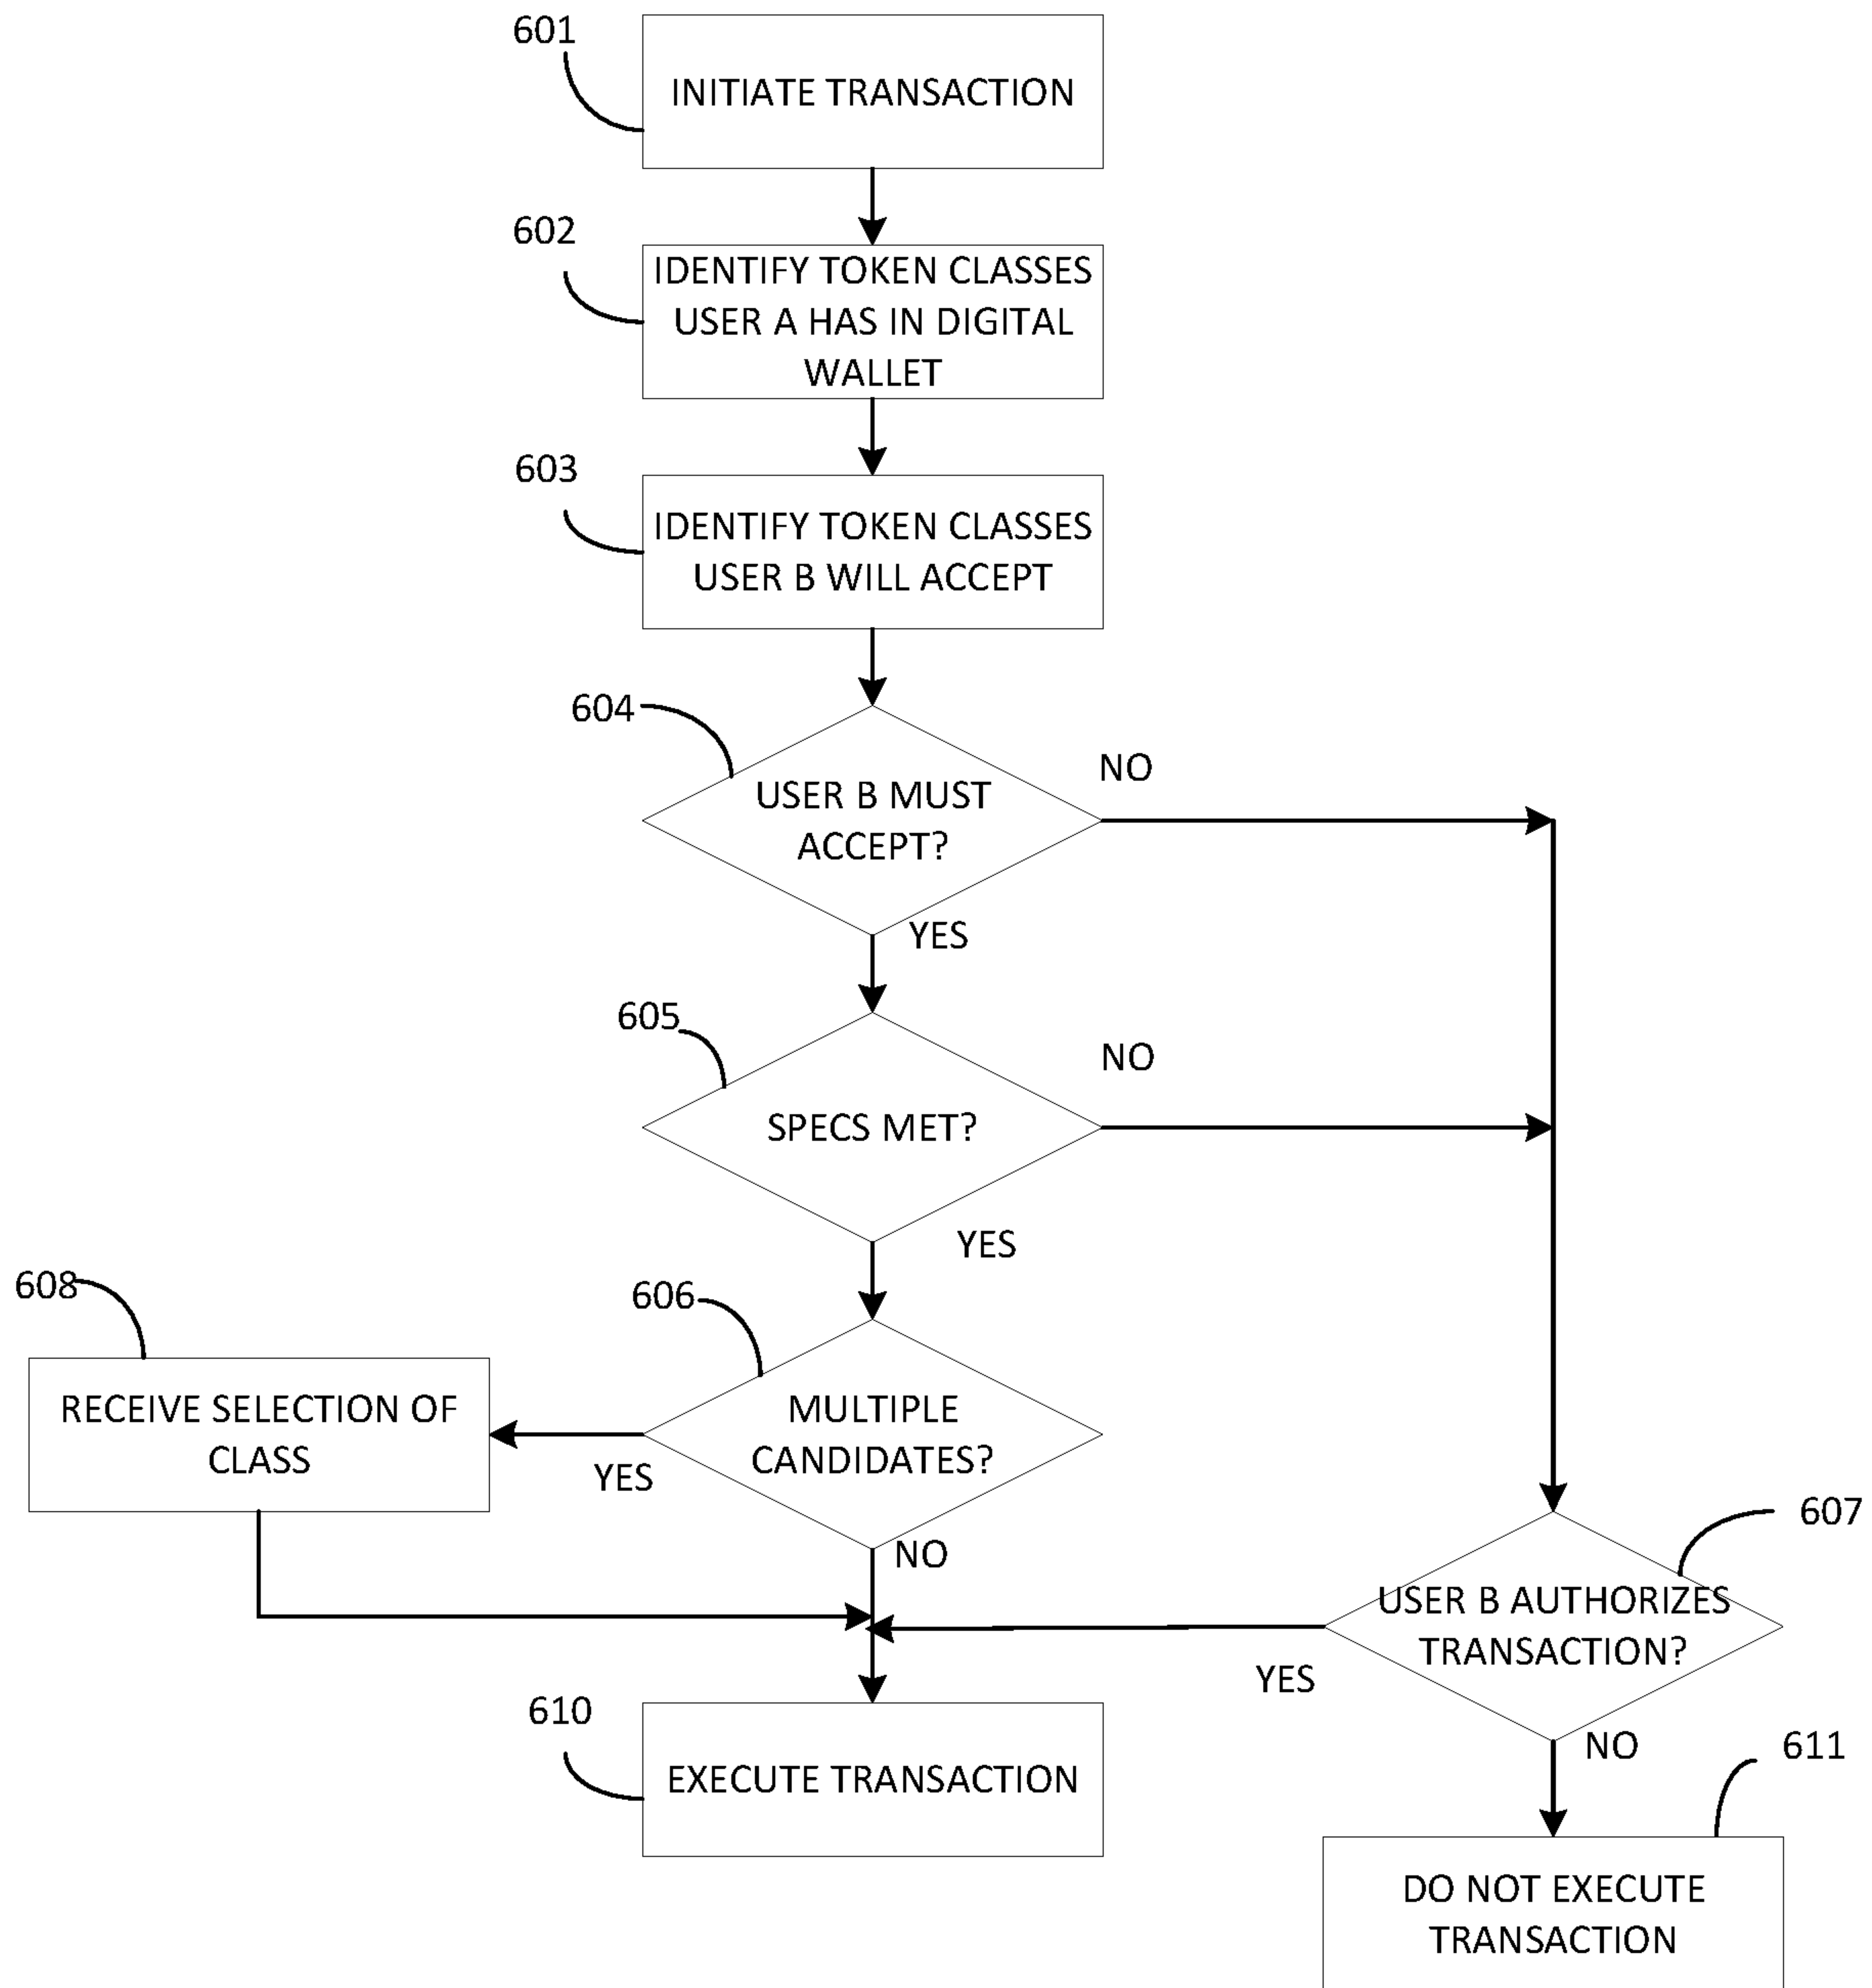 601
INITIATE TRANSACTION
602
IDENTIFY TOKEN CLASSES
USER A HAS IN DIGITAL
WALLET
603
IDENTIFY TOKEN CLASSES
USER B WILL ACCEPT
604
USER B MUST
ACCEPT?
NO
YES
605
SPECS MET?
NO
YES
606
MULTIPLE
CANDIDATES?
YES
NO
608
RECEIVE SELECTION OF
CLASS
607
USER B AUTHORIZES
TRANSACTION?
YES
NO
610
EXECUTE TRANSACTION
611
DO NOT EXECUTE
TRANSACTION